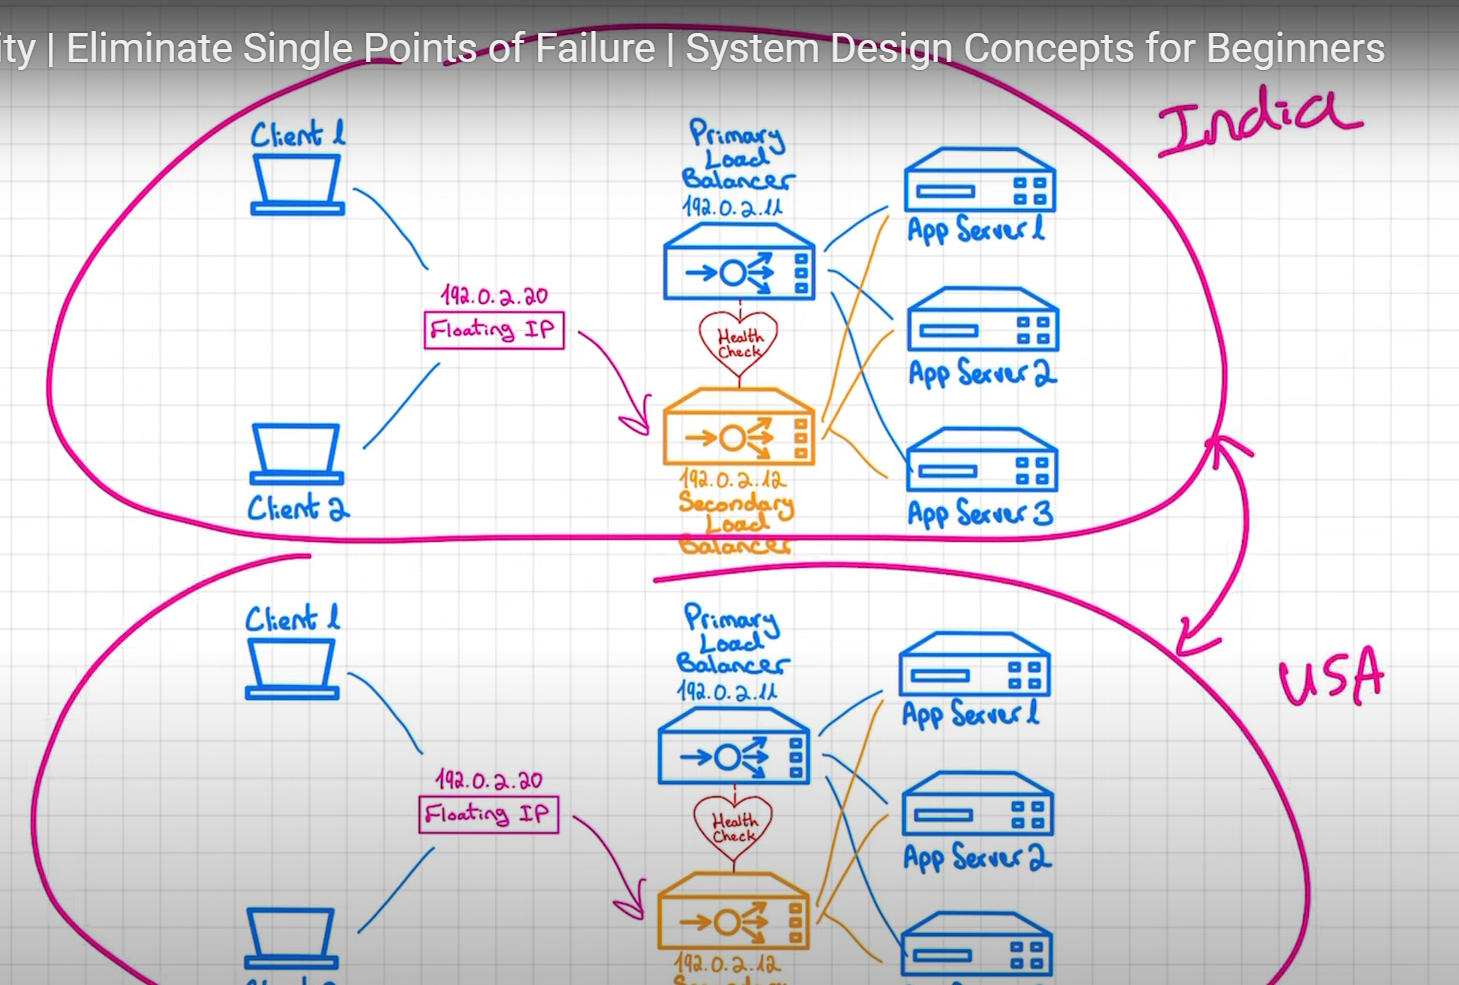 ity | Eliminate Single Points of Failure | System Design Concepts for Beginners
India
Client 1
Primary
Load
Balancer
192.0.2.11
App Server 1
192.0.2.20
Floating IP
Health
Check
App Server 2
192.0.2.12
Secondary
Load
Balancer
Client 2
App Server 3
USA
Client 1
Primary
Load
Balancer
192.0.2.11
App Server 1
192.0.2.20
Floating IP
Health
Check
App Server 2
192.0.2.12